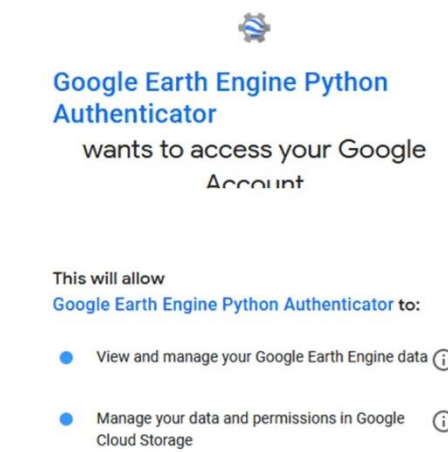 Google Earth Engine Python
Authenticator
wants to access your Google
Account
This will allow
Google Earth Engine Python Authenticator to:
View and manage your Google Earth Engine data
Manage your data and permissions in Google
Cloud Storage